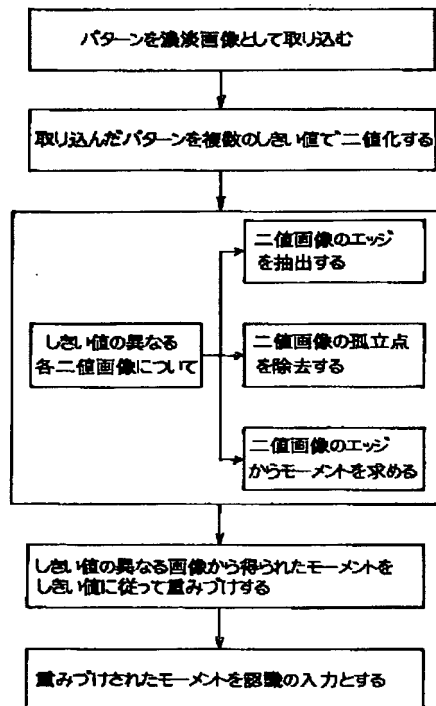 パターンを濃淡画像として取り込む
取り込んだパターンを複数のしきい値で二値化する
二値画像のエッジ
を抽出する
しきい値の異なる
各二値画像について
二値画像の孤立点
を除去する
二値画像のエッジ
からモーメントを求める
しきい値の異なる画像から得られたモーメントを
しきい値に従って重みづけする
重みづけされたモーメントを認識の入力とする